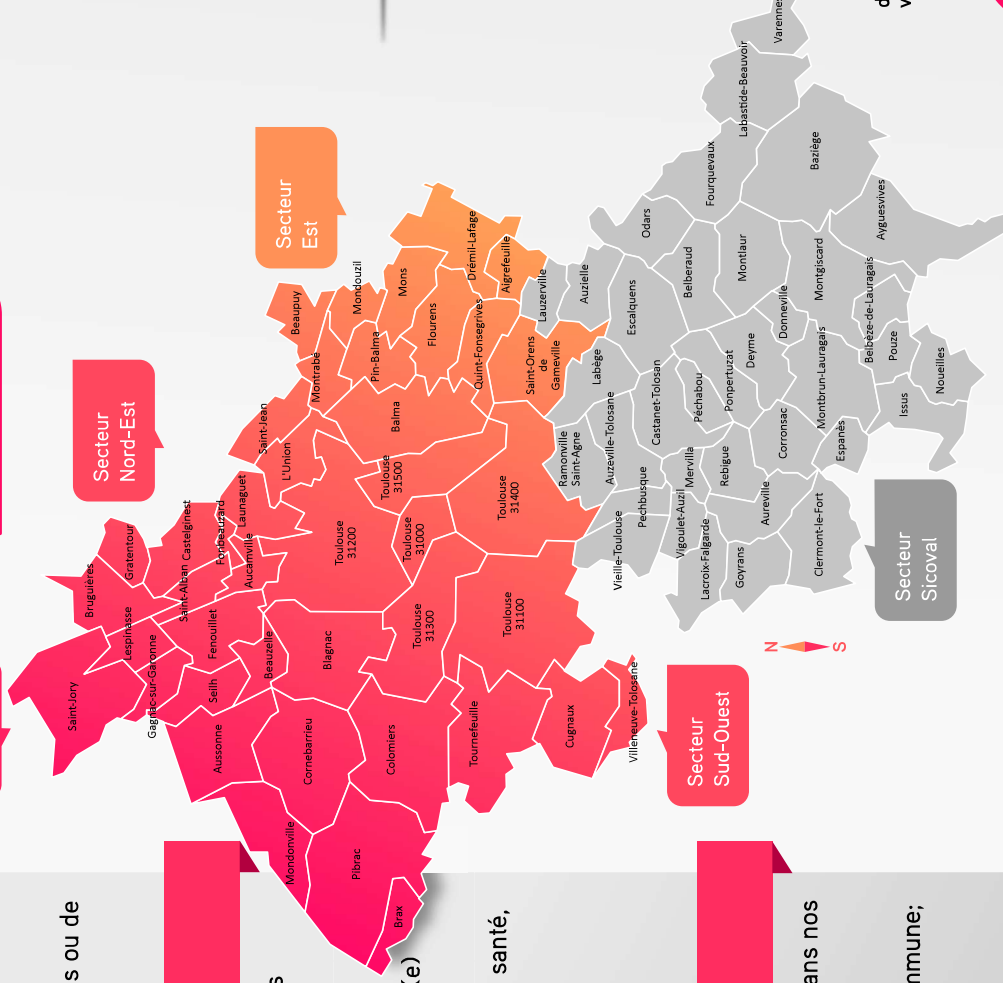 Secteur
Nord-Est
Secteur
Est
Secteur
Sud-Ouest
Secteur
Sicoval
N
S
Saint-Jory
Bruguières
Gratentour
Lespinasse
Gagnac-sur-Garonne
Saint-Alban
Castelginest
Fenouillet
Fonbeauzard
Launaguet
Aucamville
Seilh
Aussonne
Beauzelle
Saint-Jean
L'Union
Beaupuy
Montrabé
Mondouzil
Pin-Balma
Mons
Flourens
Drémil-Lafage
Aigrefeuille
Quint-Fonsegrives
Balma
Saint-Orens
de
Gameville
Toulouse
31500
Toulouse
31200
Toulouse
31000
Toulouse
31400
Toulouse
31300
Toulouse
31100
Blagnac
Cornebarrieu
Colomiers
Mondonville
Pibrac
Brax
Tournefeuille
Cugnaux
Villeneuve-Tolosane
Varennes
Labastide-Beauvoir
Fourquevaux
Baziège
Odars
Ayguesvives
Lauzerville
Auzielle
Escalquens
Belberaud
Montlaur
Montgiscard
Donneville
Belbèze-de-Lauragais
Pouze
Noueilles
Issus
Labège
Castanet-Tolosan
Péchabou
Ponpertuzat
Deyme
Montbrun-Lauragais
Ramonville
Saint-Agne
Auzeville-Tolosane
Pechbusque
Mervilla
Rebigue
Corronsac
Espanès
Vieille-Toulouse
Vigoulet-Auzil
Lacroix-Falgarde
Goyrans
Aureville
Clermont-le-Fort
s ou de
s
(e)
santé,
ans nos
mmune;
d
v